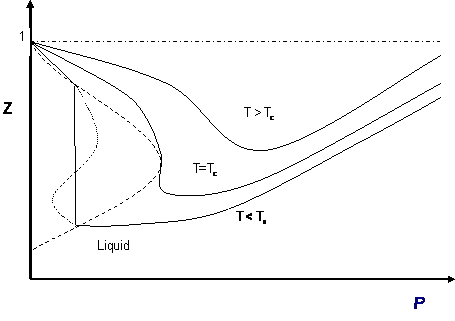 1
Z
T > Tc
T=Tc
T < Tc
Liquid
P